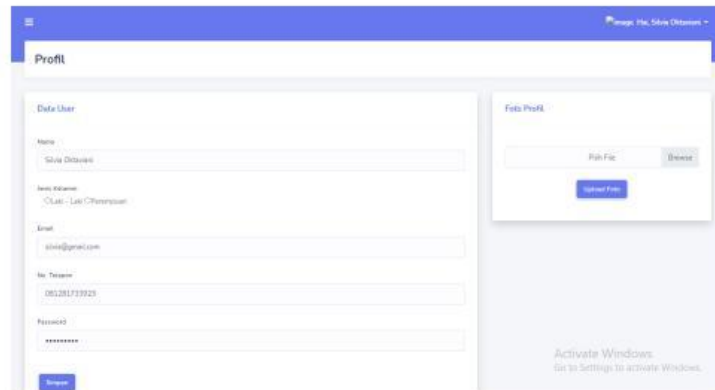 image Hai, Silvia Oktaviani
Profil
Data User
Nama
Silvia Oktaviani
Jenis Kelamin
Laki - Laki Perempuan
Email
silvia@gmail.com
No. Telepon
Password
Simpan
Foto Profil
Pilih File
Browse
Upload Foto
Activate Windows
Go to Settings to activate Windows.